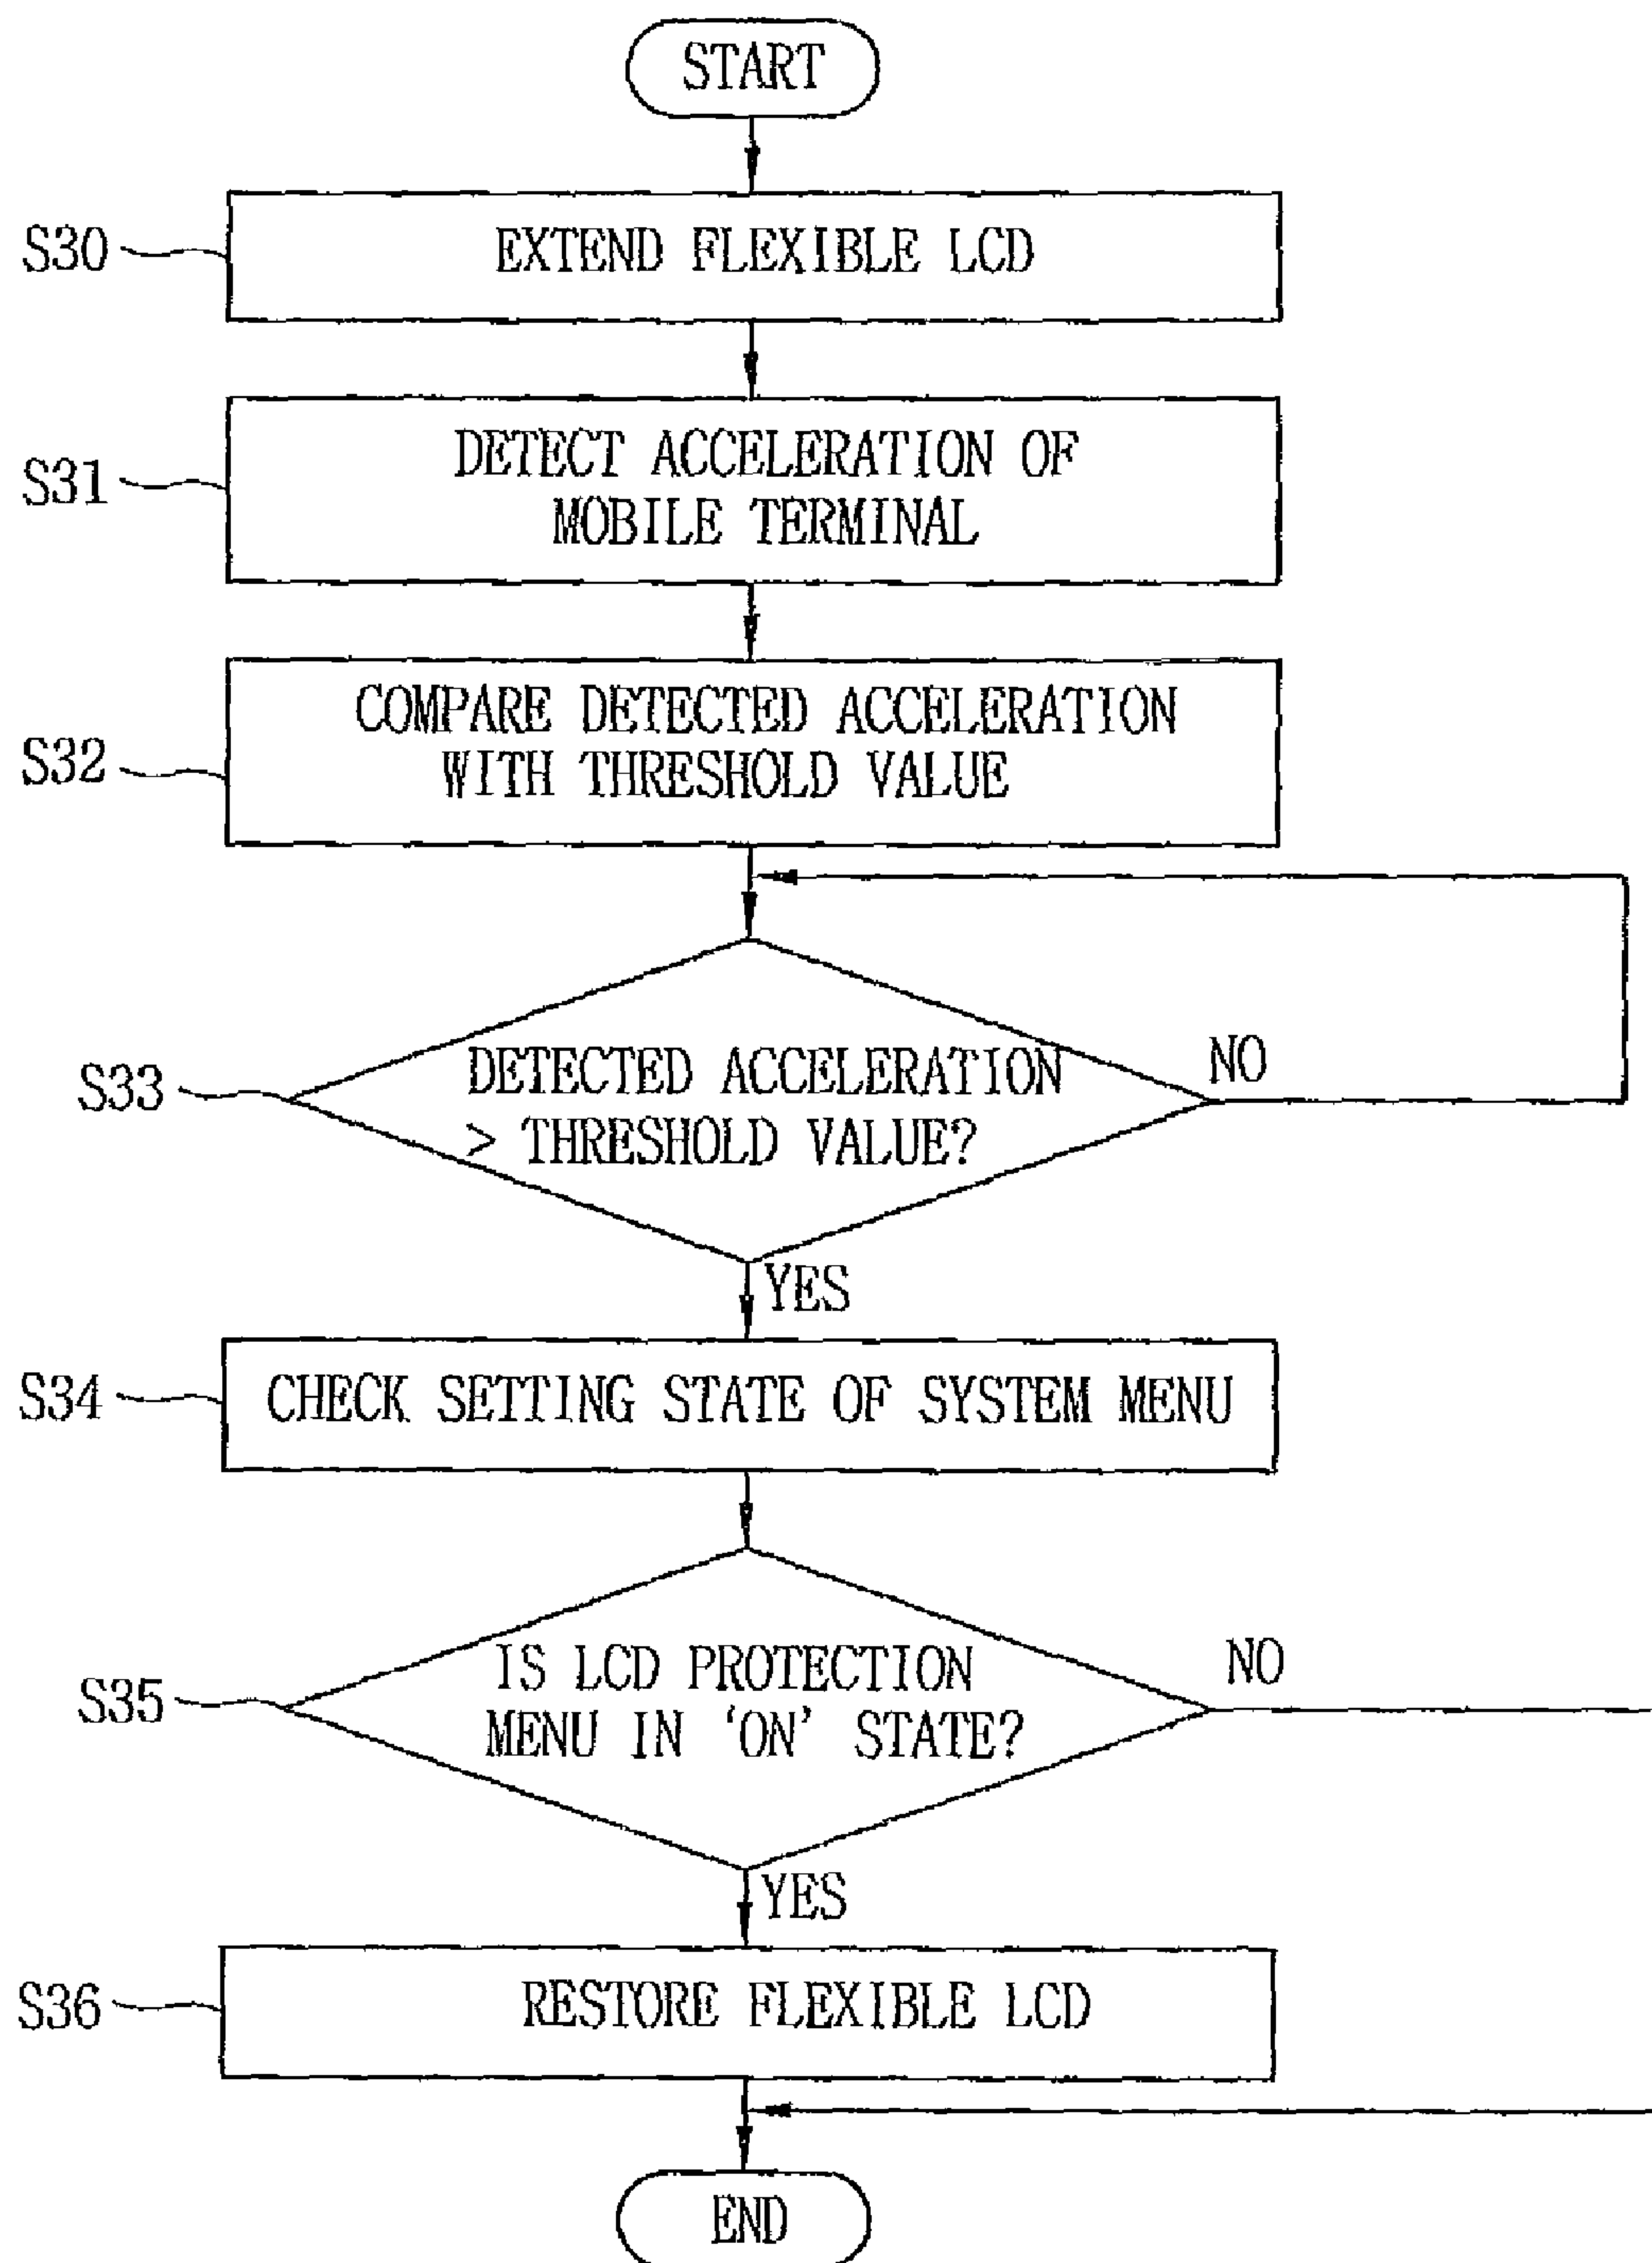 START
S30
EXTEND FLEXIBLE LCD
S31
DETECT ACCELERATION OF
MOBILE TERMINAL
S32
COMPARE DETECTED ACCELERATION
WITH THRESHOLD VALUE
S33
DETECTED ACCELERATION
> THRESHOLD VALUE?
NO
YES
S34
CHECK SETTING STATE OF SYSTEM MENU
S35
IS LCD PROTECTION
MENU IN ‘ON’ STATE?
NO
YES
S36
RESTORE FLEXIBLE LCD
END